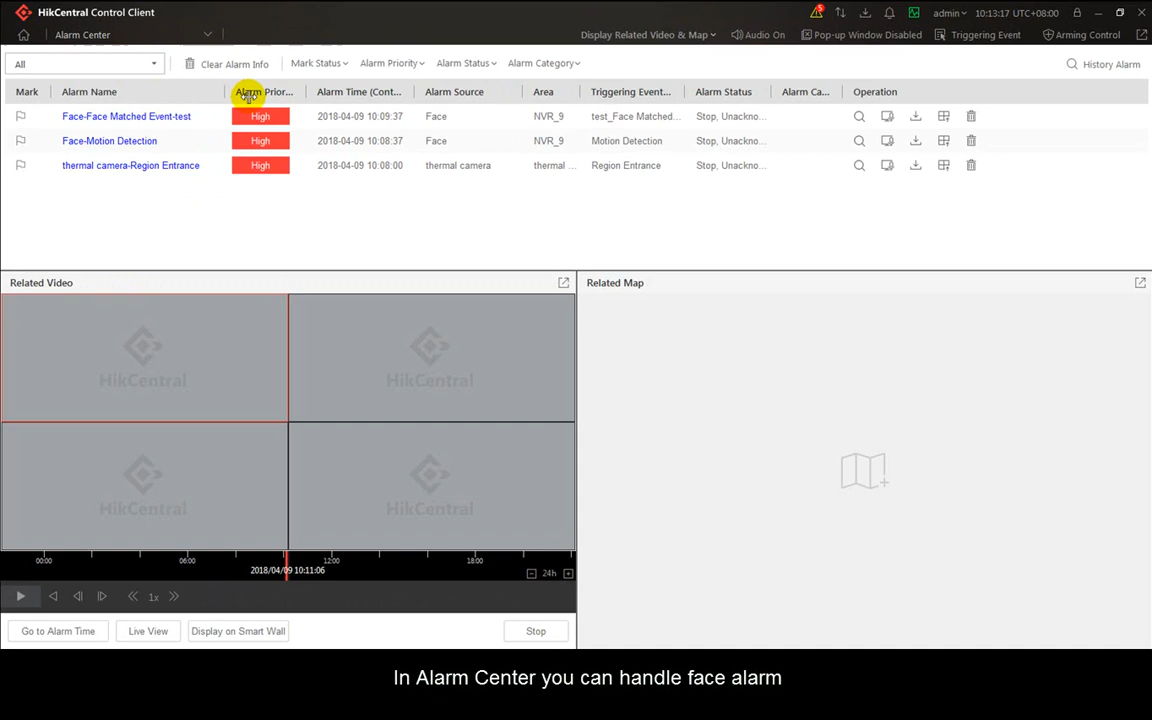 HikCentral Control Client
5
admin 10:13:17 UTC+08:00
Alarm Center
Display Related Video & Map Audio On Pop-up Window Disabled Triggering Event Arming Control
All Clear Alarm Info Mark Status Alarm Priority Alarm Status Alarm Category History Alarm
Mark Alarm Name Alarm Prior... Alarm Time (Cont... Alarm Source Area Triggering Event... Alarm Status Alarm Ca... Operation
Face-Face Matched Event-test High 2018-04-09 10:09:37 Face NVR_9 test_Face Matched... Stop, Unackno...
Face-Motion Detection High 2018-04-09 10:08:37 Face NVR_9 Motion Detection Stop, Unackno...
thermal camera-Region Entrance High 2018-04-09 10:08:00 thermal camera thermal ... Region Entrance Stop, Unackno...
Related Video
Related Map
HikCentral HikCentral
HikCentral HikCentral
00:00 06:00 12:00 18:00
2018/04/09 10:11:06
24h
1x
Go to Alarm Time Live View Display on Smart Wall Stop
In Alarm Center you can handle face alarm